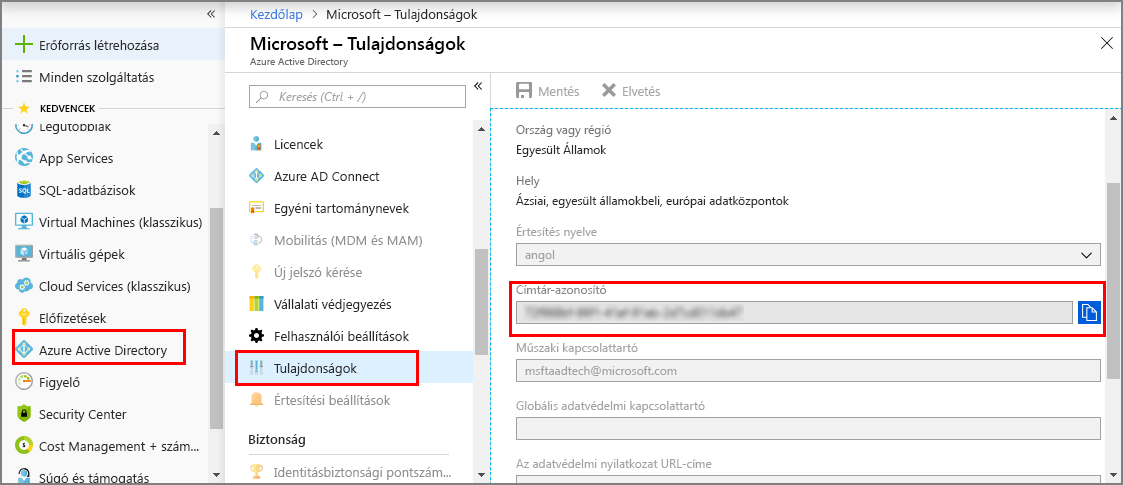 «
Erőforrás létrehozása
Minden szolgáltatás
KEDVENCEK
Legutóbbiak
App Services
SQL-adatbázisok
Virtual Machines (klasszikus)
Virtuális gépek
Cloud Services (klasszikus)
Előfizetések
Azure Active Directory
Figyelő
Security Center
Cost Management + szám...
Súgó és támogatás
Kezdőlap > Microsoft – Tulajdonságok
Microsoft – Tulajdonságok
Azure Active Directory
Keresés (Ctrl + /)
«
Licencek
Azure AD Connect
Egyéni tartománynevek
Mobilitás (MDM és MAM)
Új jelszó kérése
Vállalati védjegyezés
Felhasználói beállítások
Tulajdonságok
Értesítési beállítások
Biztonság
Identitásbiztonsági pontszám...
Mentés Elvetés
Ország vagy régió
Egyesült Államok
Hely
Ázsiai, egyesült államokbeli, európai adatközpontok
Értesítés nyelve
angol
Címtár-azonosító
Műszaki kapcsolattartó
msftaadtech@microsoft.com
Globális adatvédelmi kapcsolattartó
Az adatvédelmi nyilatkozat URL-címe